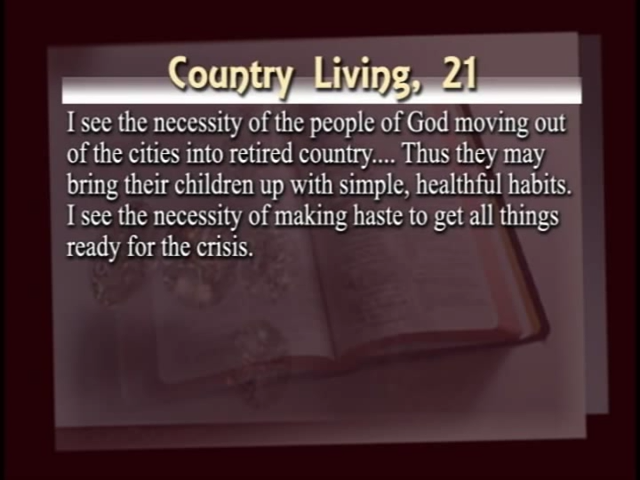 Country Living, 21
I see the necessity of the people of God moving out
of the cities into retired country.... Thus they may
bring their children up with simple, healthful habits.
I see the necessity of making haste to get all things
ready for the crisis.